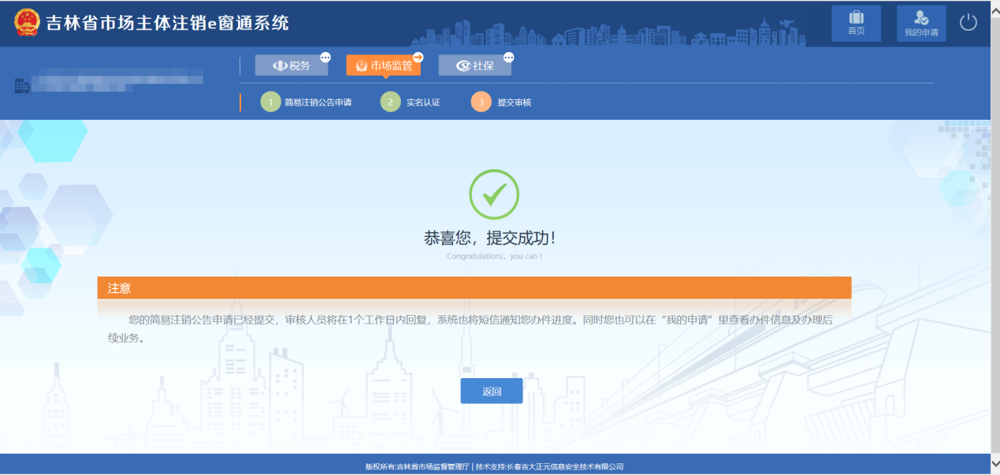 吉林省市场主体注销e窗通系统
首页
我的申请
税务
市场监管
社保
1 简易注销公告申请 2 实名认证 3 提交审核
恭喜您，提交成功！
Congratulations, you can !
注意
您的简易注销公告申请已经提交，审核人员将在1个工作日内回复，系统也将短信通知您办件进度。同时您也可以在“我的申请”里查看办件信息及办理后
续业务。
返回
版权所有:吉林省市场监督管理厅 | 技术支持:长春吉大正元信息安全技术有限公司